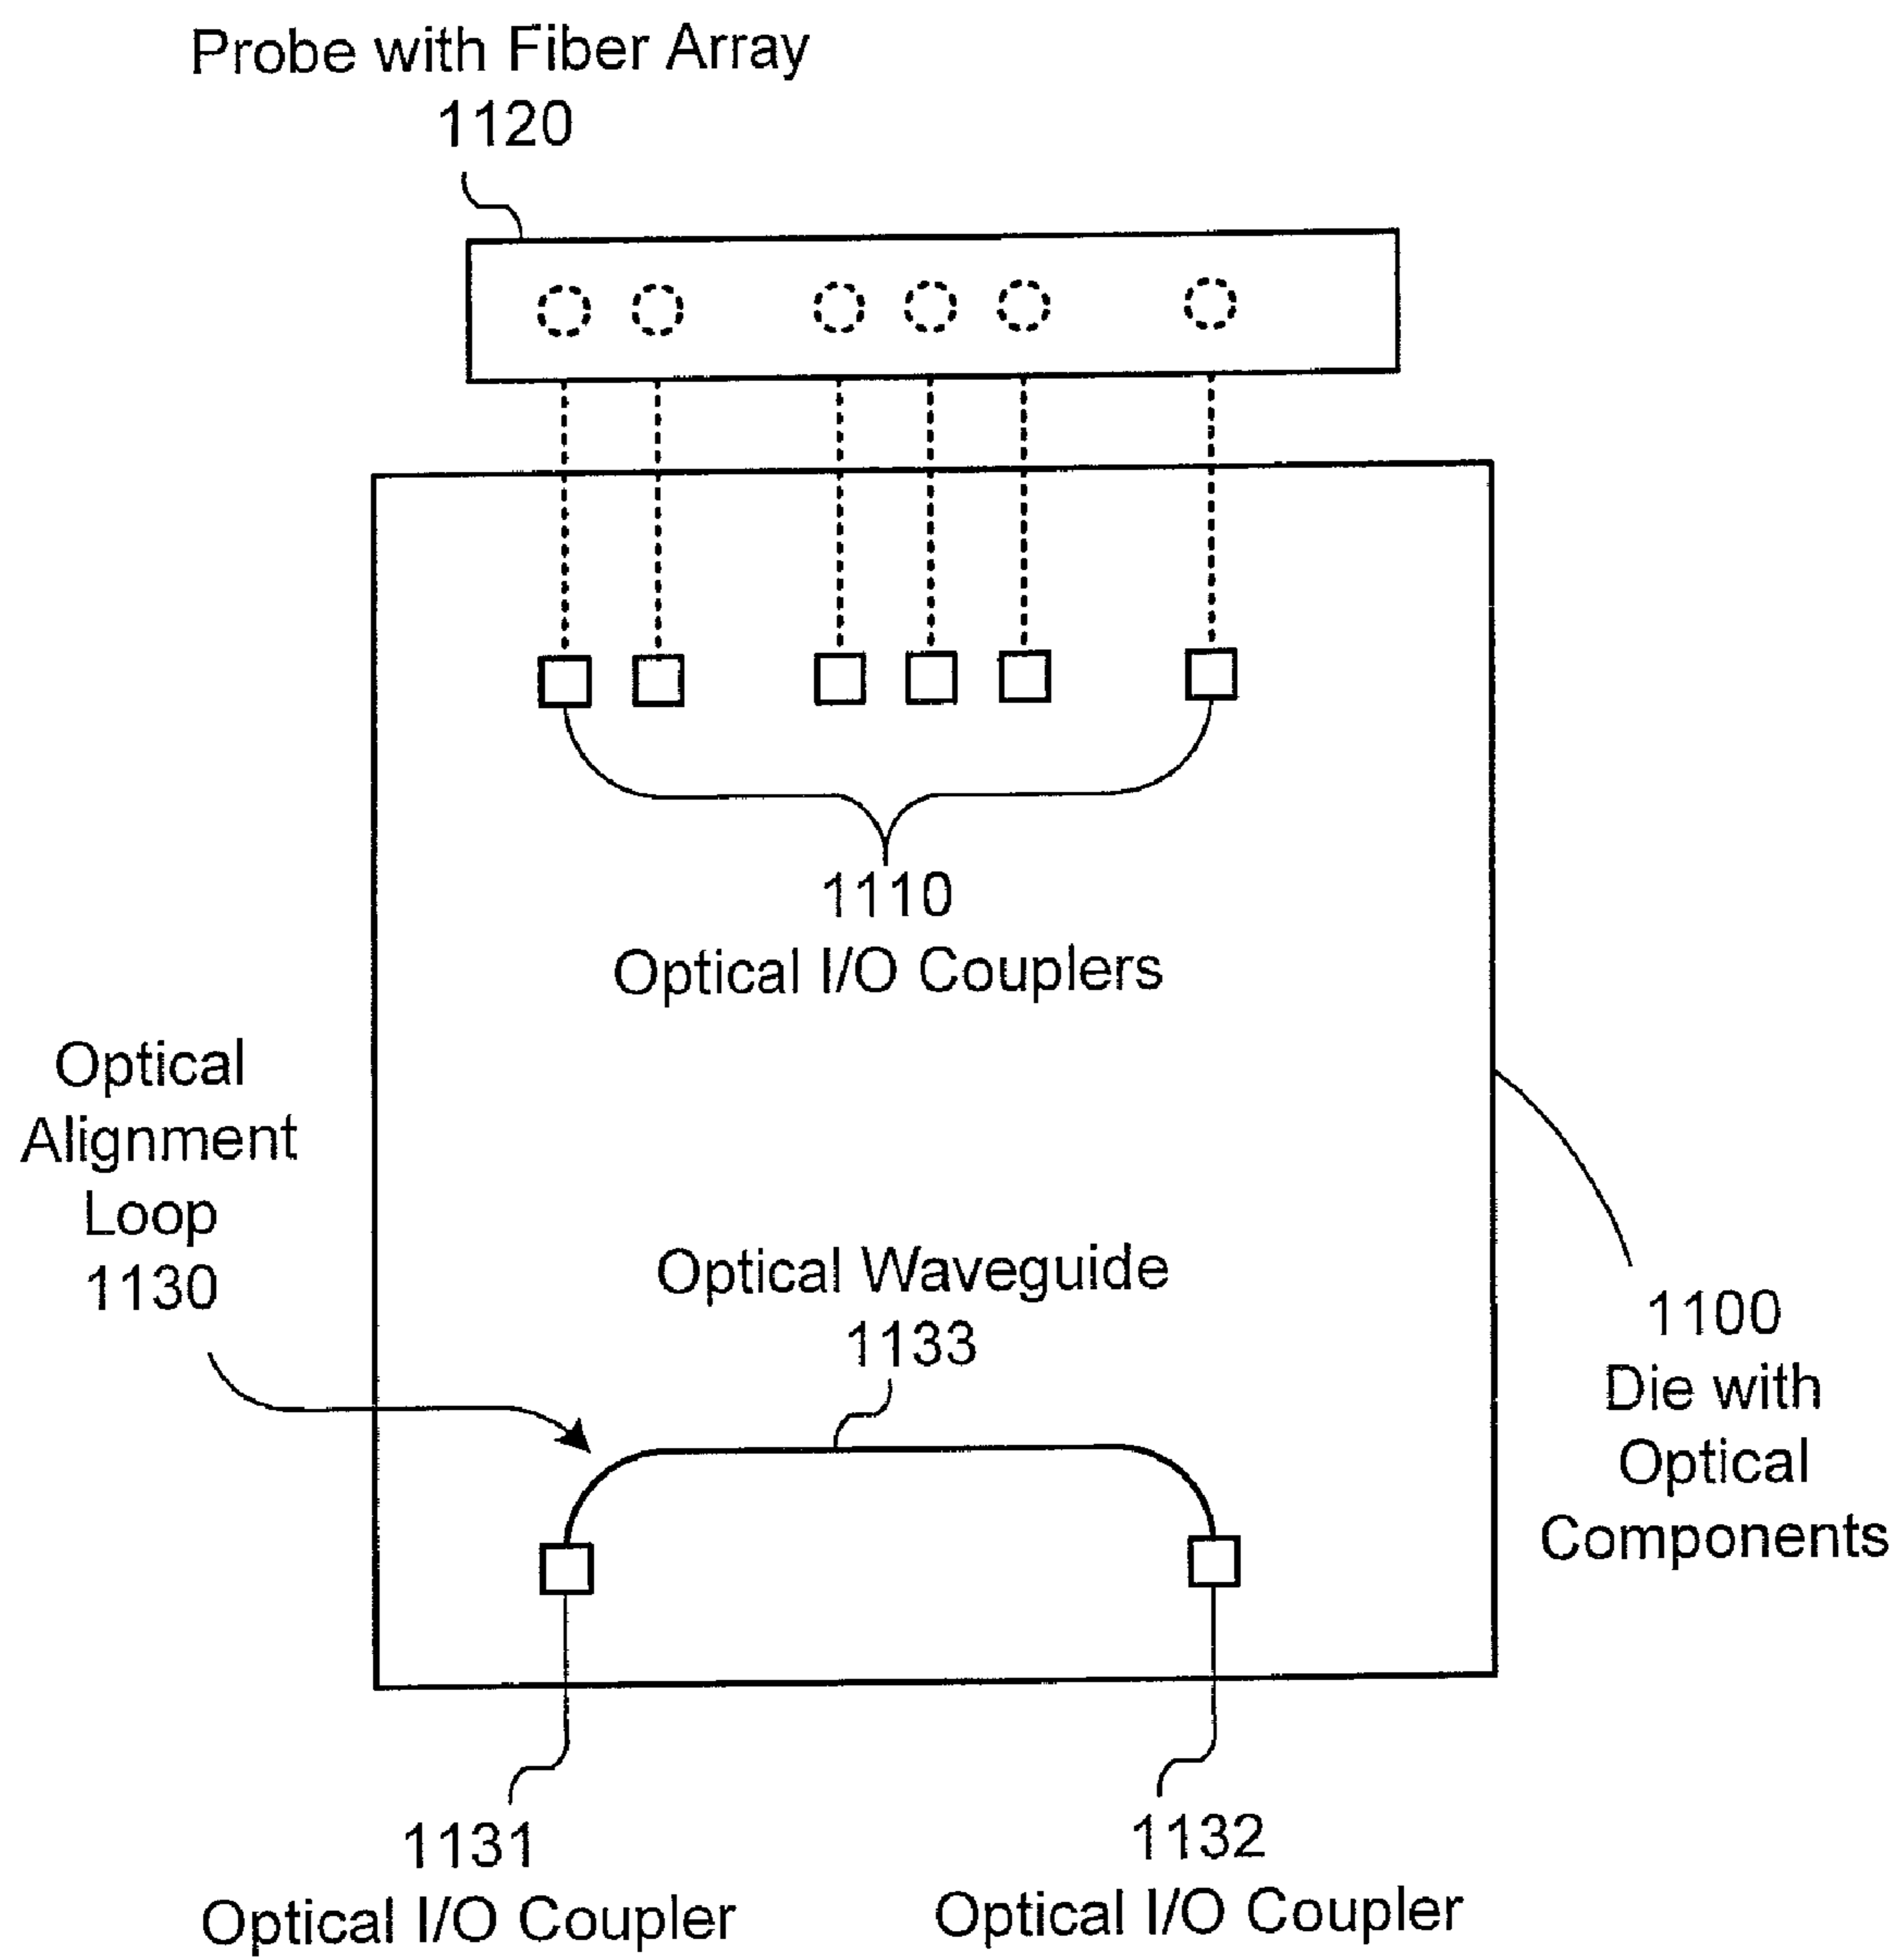 Probe with Fiber Array
1120
1110
Optical I/O Couplers
Optical
Alignment
Loop
1130
Optical Waveguide
1133
1100
Die with
Optical
Components
1131
Optical I/O Coupler
1132
Optical I/O Coupler